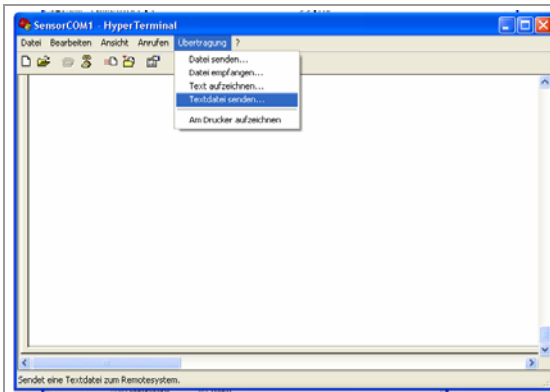 SensorCOM1 - HyperTerminal
Datei Bearbeiten Ansicht Anrufen Übertragung ?
Datei senden...
Datei empfangen...
Text aufzeichnen...
Textdatei senden...
Am Drucker aufzeichnen
Sendet eine Textdatei zum Remotesystem.